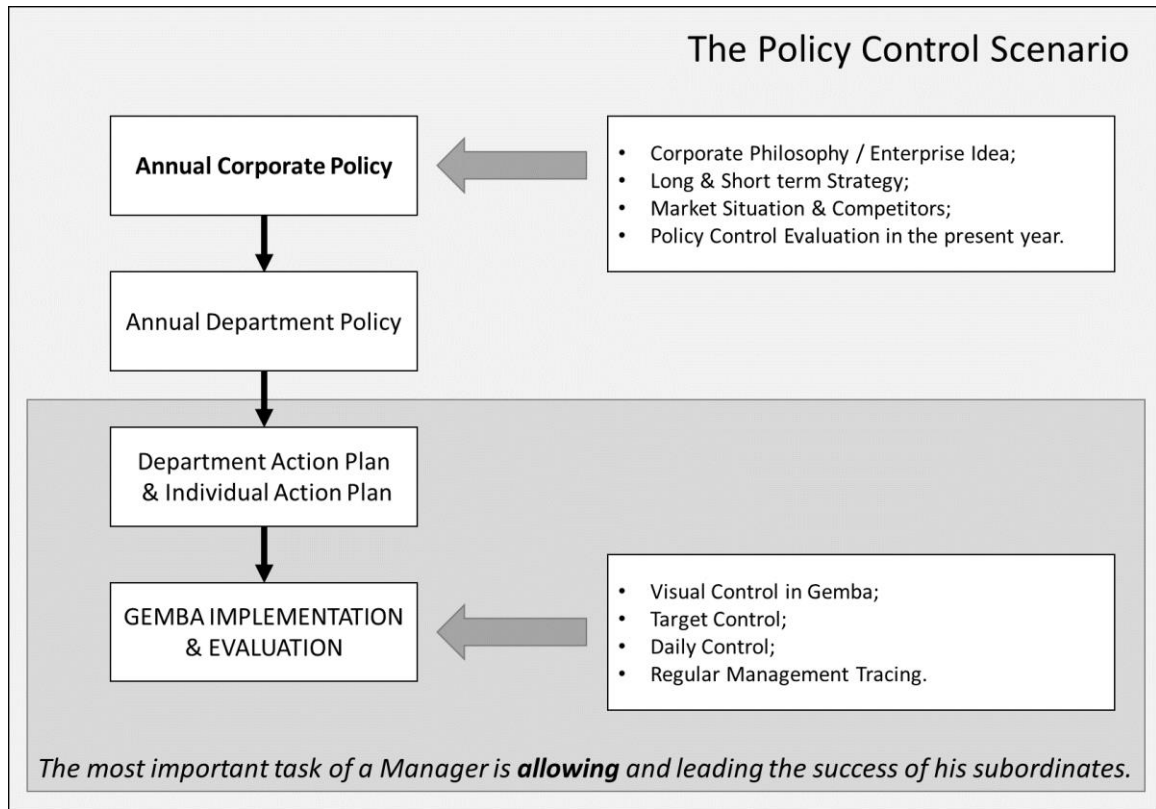 The Policy Control Scenario
Annual Corporate Policy
• Corporate Philosophy / Enterprise Idea;
• Long & Short term Strategy;
• Market Situation & Competitors;
• Policy Control Evaluation in the present year.
Annual Department Policy
Department Action Plan
& Individual Action Plan
GEMBA IMPLEMENTATION
& EVALUATION
• Visual Control in Gemba;
• Target Control;
• Daily Control;
• Regular Management Tracing.
The most important task of a Manager is allowing and leading the success of his subordinates.